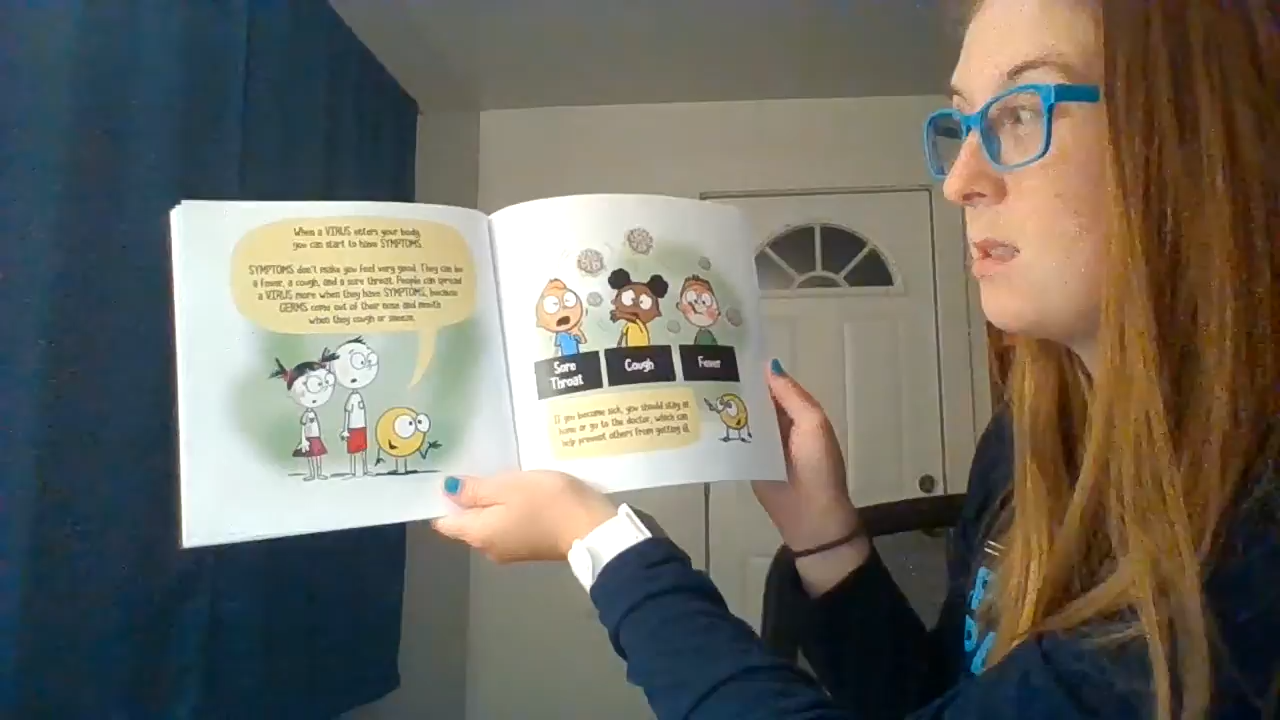 When a VIRUS enters your body,
you can start to have SYMPTOMS.
SYMPTOMS don't make you feel very good. They can be
a fever, a cough, and a sore throat. People can spread
a VIRUS more when they have SYMPTOMS, because
GERMS come out of their nose and mouth
when they cough or sneeze.
Sore
Throat
Cough
Fever
If you become sick, you should stay at
home or go to the doctor, which can
help prevent others from getting ill.